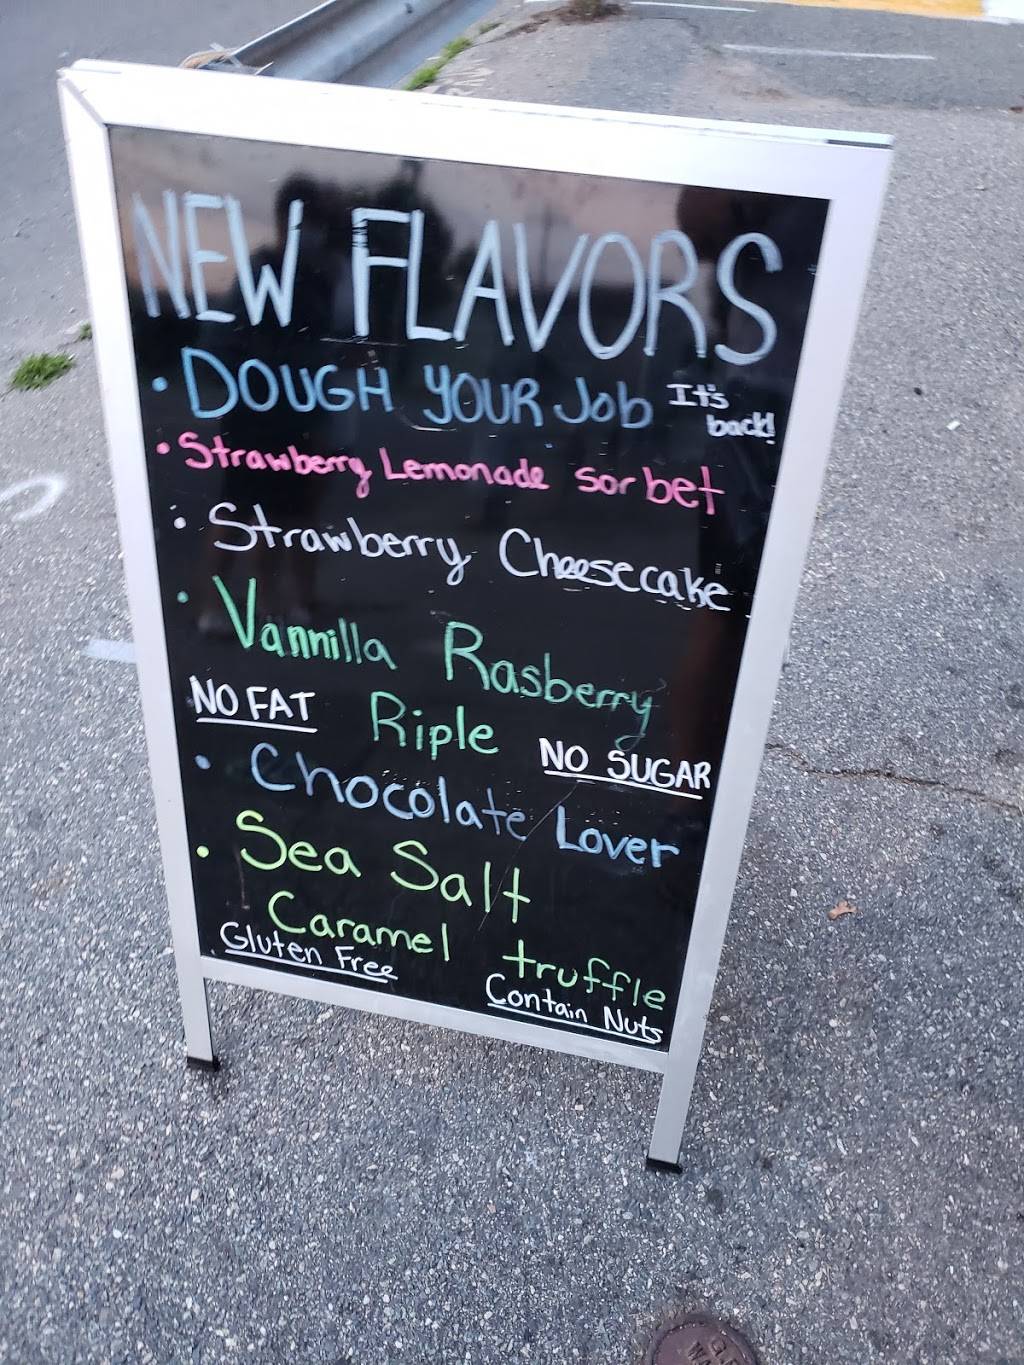 NEW FLAVORS
• DOUGH YOUR Job It's
back!
• Strawberry Lemonade sorbet
• Strawberry Cheesecake
• Vannilla Rasberry
NO FAT Riple NO SUGAR
• Chocolate Lover
• Sea Salt
Caramel truffle
Gluten Free Contain Nuts